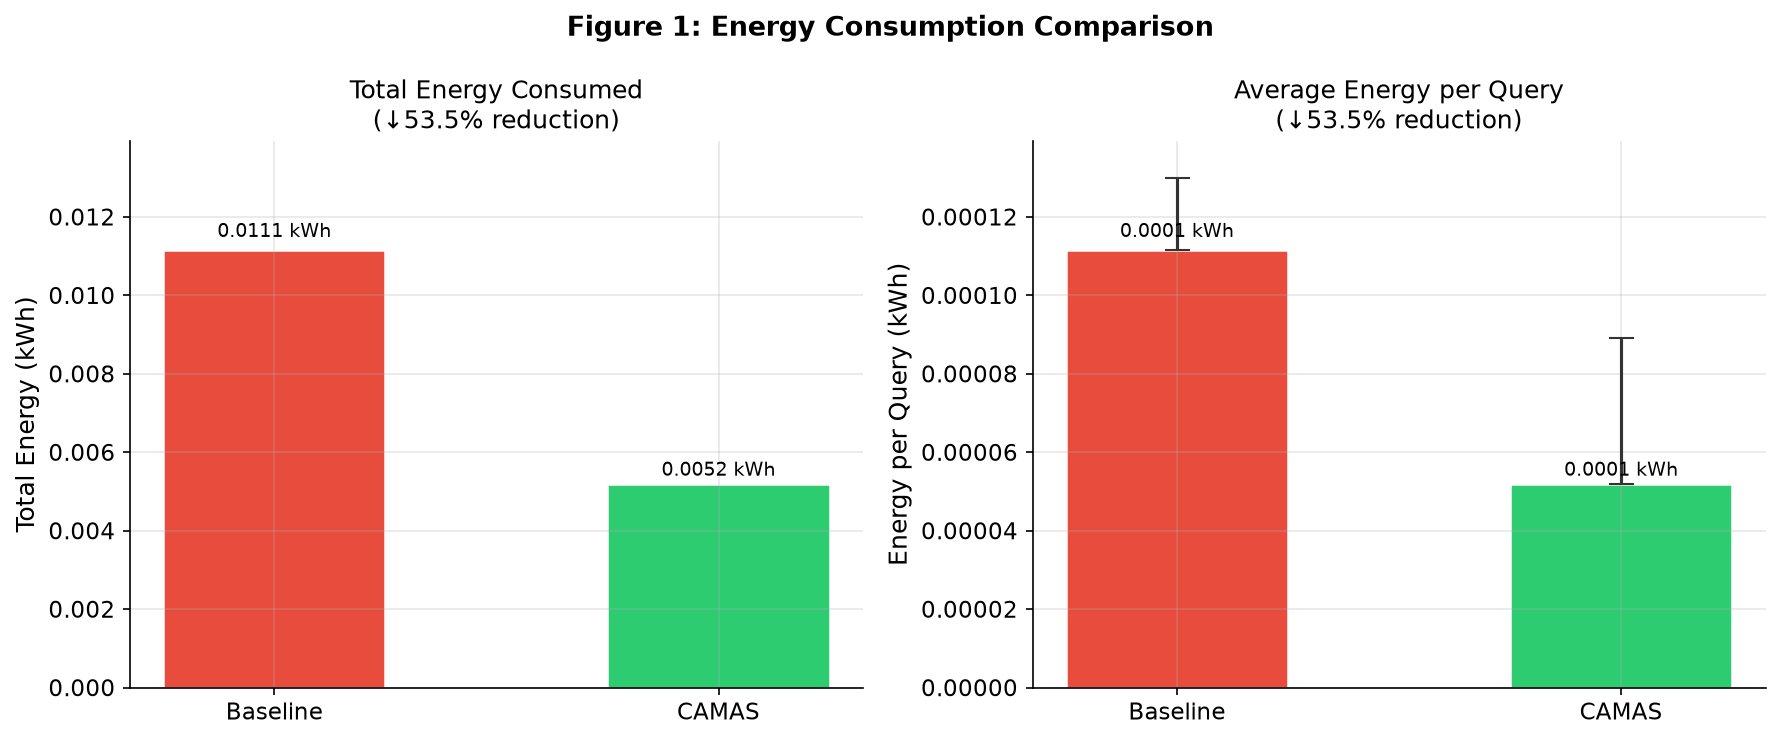 Figure 1: Energy Consumption Comparison
Total Energy Consumed
(↓53.5% reduction)
Total Energy (kWh)
0.012
0.010
0.008
0.006
0.004
0.002
0.000
0.0111 kWh
0.0052 kWh
Baseline
CAMAS
Average Energy per Query
(↓53.5% reduction)
Energy per Query (kWh)
0.00012
0.00010
0.00008
0.00006
0.00004
0.00002
0.00000
0.0001 kWh
0.0001 kWh
Baseline
CAMAS